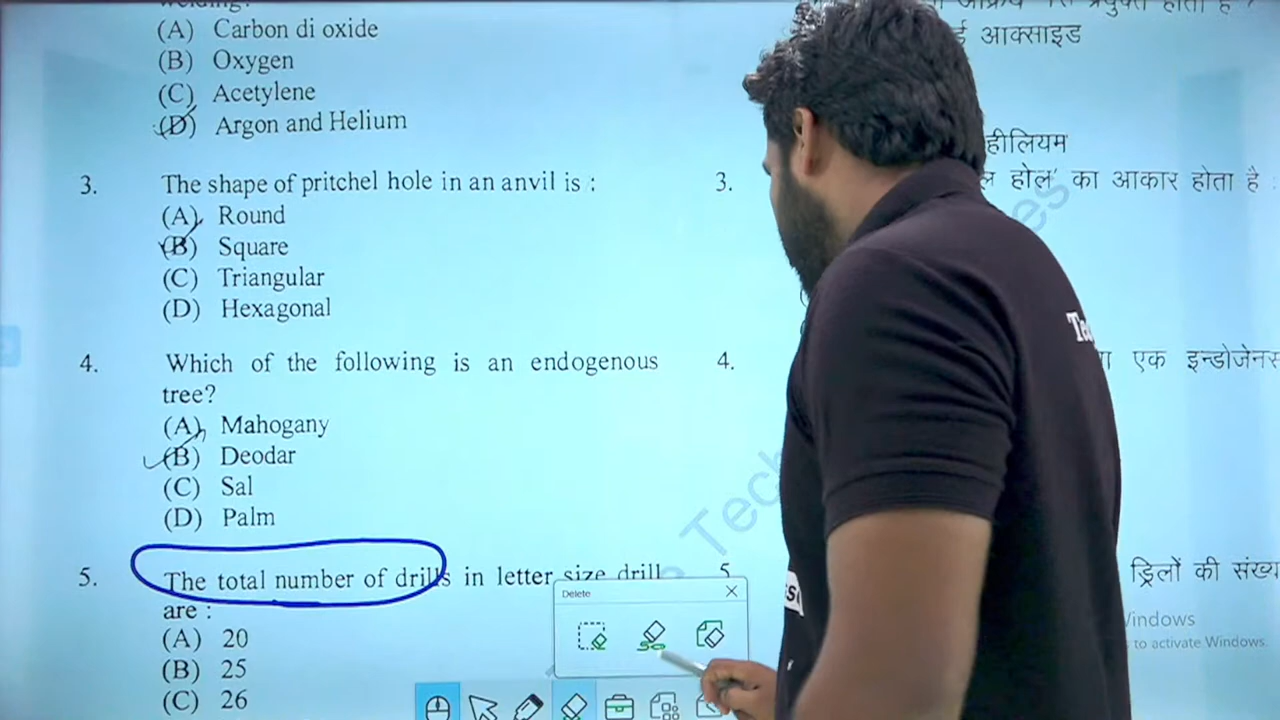 welding?
(A) Carbon di oxide
(B) Oxygen
(C) Acetylene
(D) Argon and Helium
3. The shape of pritchel hole in an anvil is :
(A) Round
(B) Square
(C) Triangular
(D) Hexagonal
4. Which of the following is an endogenous
tree?
(A) Mahogany
(B) Deodar
(C) Sal
(D) Palm
5. The total number of drills in letter size drill
are :
(A) 20
(B) 25
(C) 26
आक्साइड
हीलियम
3. होल' का आकार होता है :
4. एक इन्डोजेनस
5 ड्रिलों की संख्य
Delete
Tech
Windows
to activate Windows.